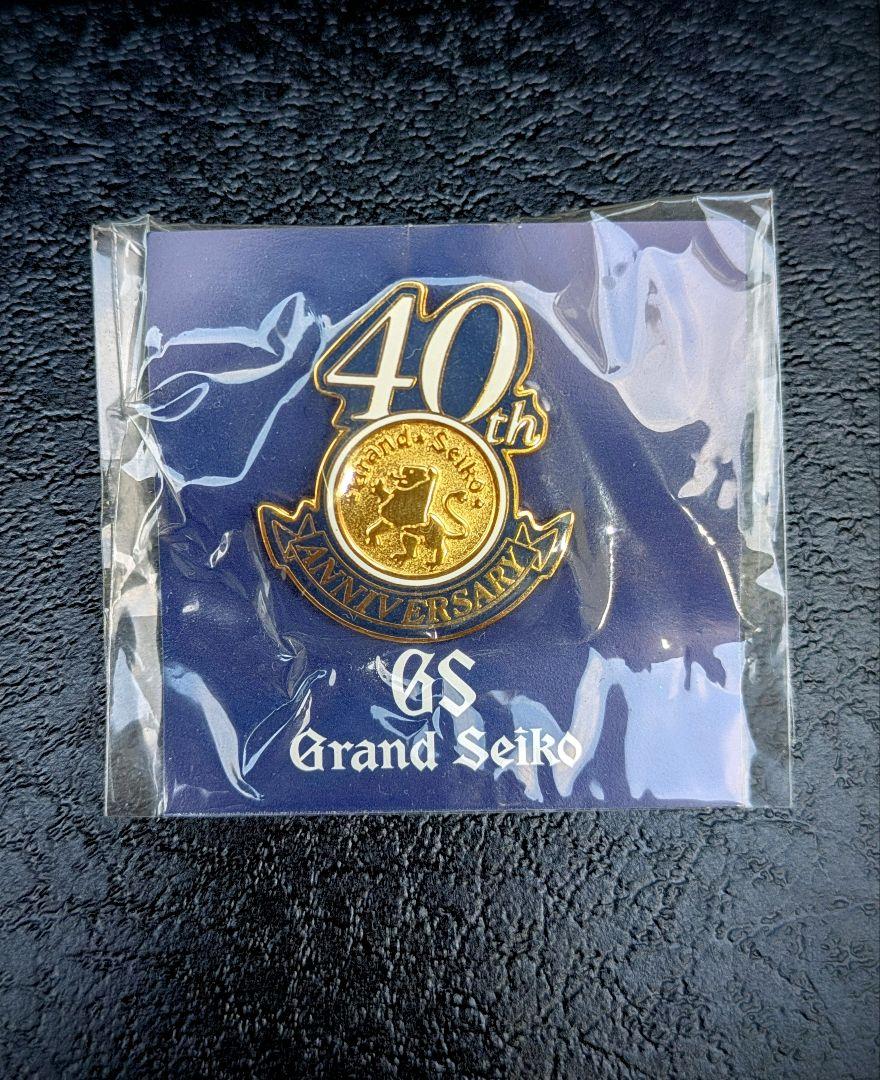 40th
Grand ★ Seiko ★
ANNIVERSARY
GS
Grand Seiko